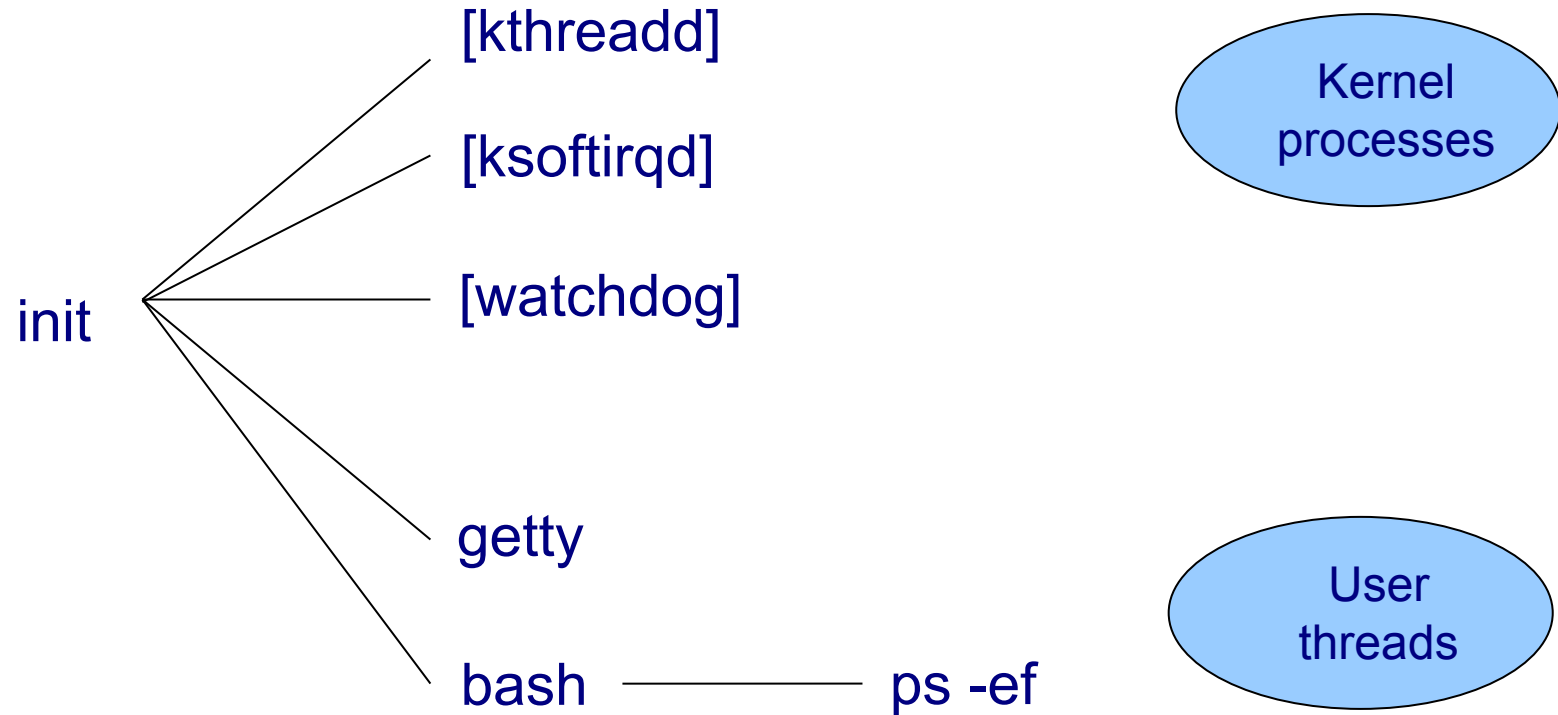 [kthreadd]
Kernel
processes
[ksoftirqd]
[watchdog]
init
getty
User
threads
bash
ps -ef